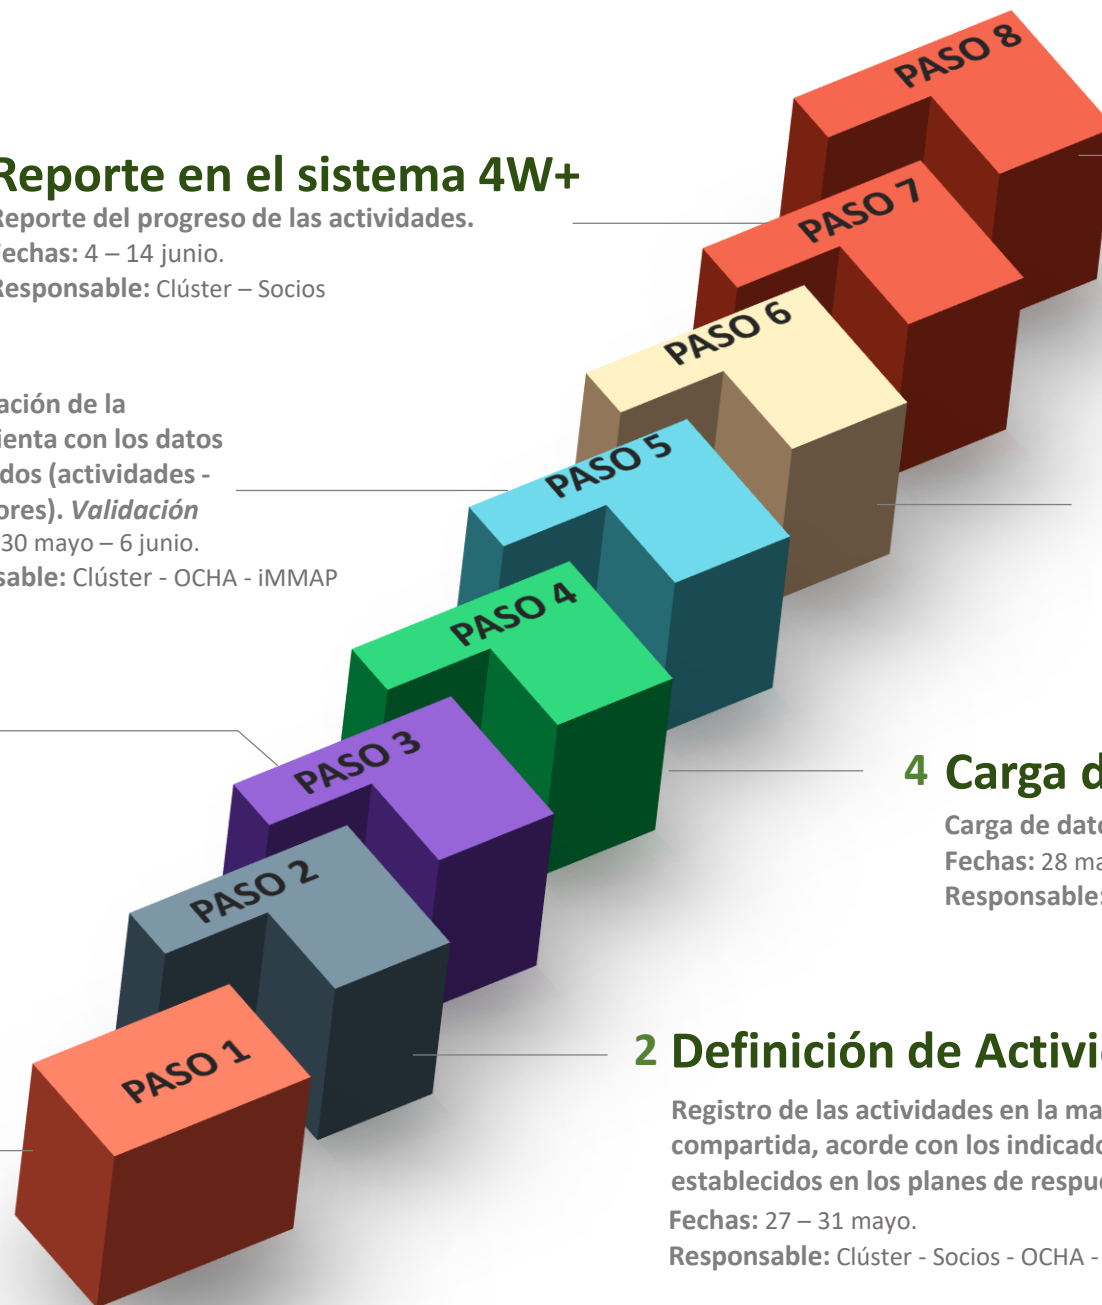 PASO 8
Reporte en el sistema 4W+
Reporte del progreso de las actividades.
Fechas: 4 – 14 junio.
Responsable: Clúster – Socios
PASO 7
PASO 6
ación de la
ienta con los datos
dos (actividades -
ores). Validación
30 mayo – 6 junio.
sable: Clúster - OCHA - iMMAP
PASO 5
PASO 4
PASO 3
4 Carga d
Carga de dato
Fechas: 28 ma
Responsable:
PASO 2
PASO 1
2 Definición de Activi
Registro de las actividades en la ma
compartida, acorde con los indicado
establecidos en los planes de respue
Fechas: 27 – 31 mayo.
Responsable: Clúster - Socios - OCHA -